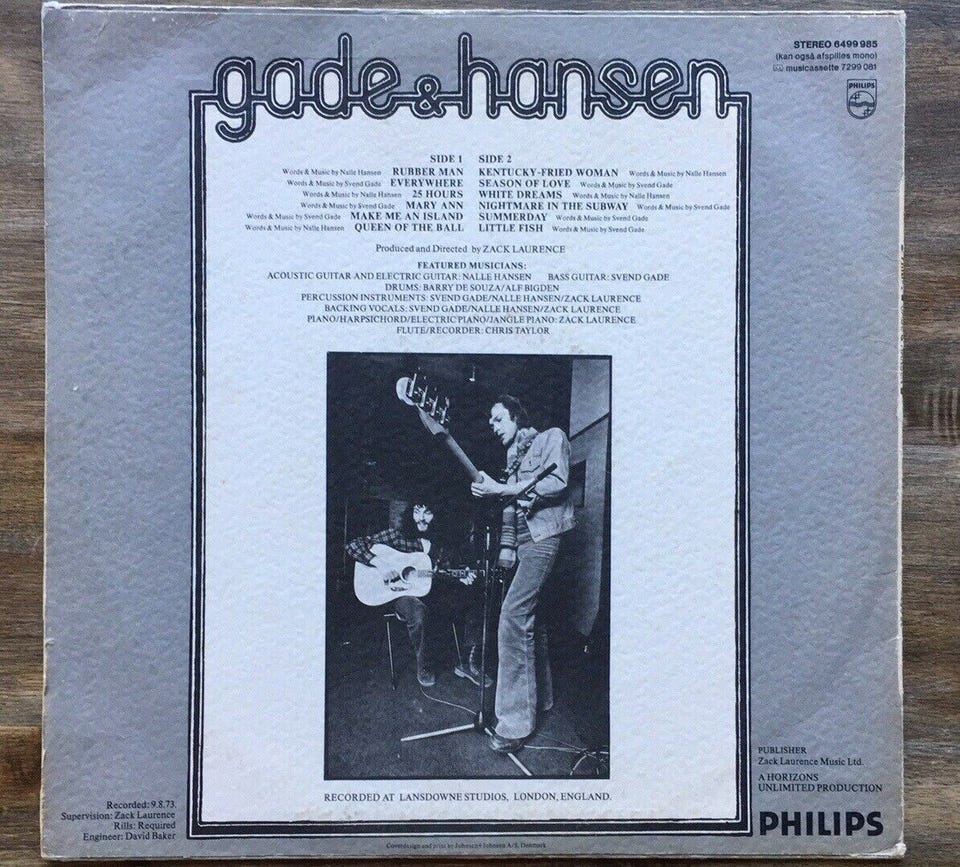 gade & hansen
STEREO 6499 985
(kan også afspilles mono)
musicassette 7299 081
PHILIPS
SIDE 1 SIDE 2
Words & Music by Nalle Hansen RUBBER MAN KENTUCKY-FRIED WOMAN Words & Music by Nalle Hansen
Words & Music by Svend Gade EVERYWHERE SEASON OF LOVE Words & Music by Svend Gade
Words & Music by Nalle Hansen 25 HOURS WHITE DREAMS Words & Music by Nalle Hansen
Words & Music by Svend Gade MARY ANN NIGHTMARE IN THE SUBWAY Words & Music by Svend Gade
Words & Music by Svend Gade MAKE ME AN ISLAND SUMMERDAY Words & Music by Svend Gade
Words & Music by Nalle Hansen QUEEN OF THE BALL LITTLE FISH Words & Music by Svend Gade
Produced and Directed by ZACK LAURENCE
FEATURED MUSICIANS:
ACOUSTIC GUITAR AND ELECTRIC GUITAR: NALLE HANSEN BASS GUITAR: SVEND GADE
DRUMS: BARRY DE SOUZA/ALF BIGDEN
PERCUSSION INSTRUMENTS: SVEND GADE/NALLE HANSEN/ZACK LAURENCE
BACKING VOCALS: SVEND GADE/NALLE HANSEN/ZACK LAURENCE
PIANO/HARPSICHORD/ELECTRIC PIANO/JANGLE PIANO: ZACK LAURENCE
FLUTE/RECORDER: CHRIS TAYLOR
RECORDED AT LANSDOWNE STUDIOS, LONDON, ENGLAND.
Recorded: 9.8.73.
Supervision: Zack Laurence
Rills: Required
Engineer: David Baker
PUBLISHER
Zack Laurence Music Ltd.
A HORIZONS
UNLIMITED PRODUCTION
PHILIPS
Coverdesign and print by Johnsen+Johnsen A/S, Denmark